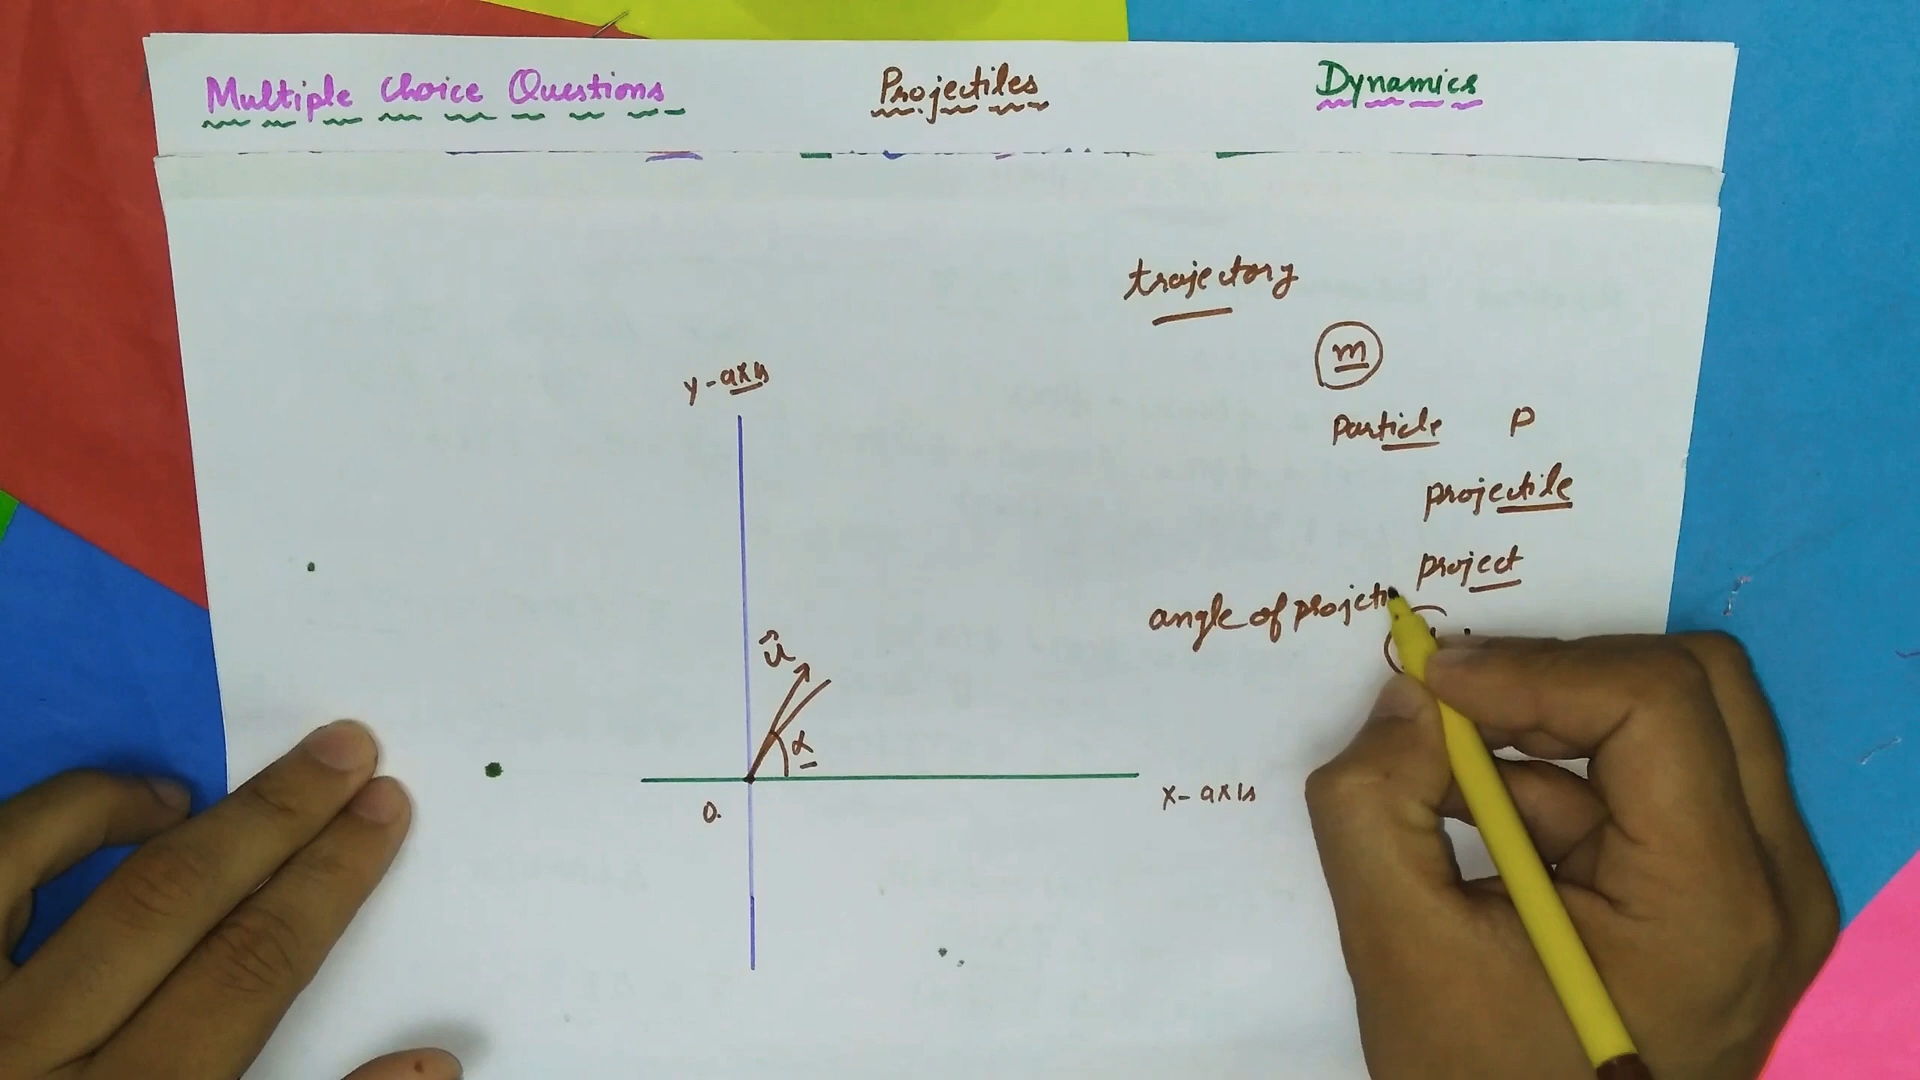 Multiple Choice Questions Projectiles Dynamics
trajectory
m
y-axis
Particle P
projectile
project
angle of projecti
u
α
x-axis
O.